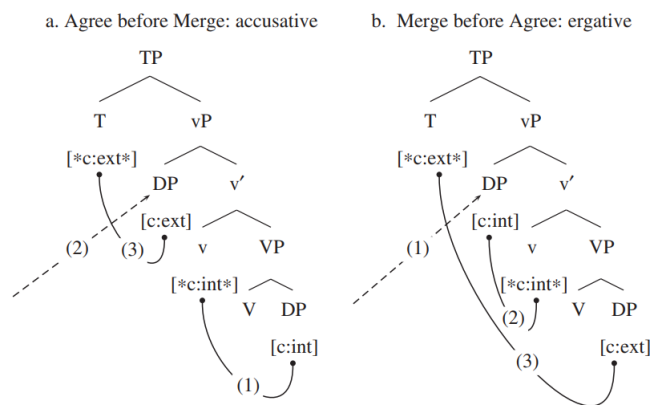 a. Agree before Merge: accusative b. Merge before Agree: ergative
TP TP
T vP T vP
[*c:ext*] [*c:ext*]
DP v′ DP v′
[c:ext] [c:int]
(2) (3) v VP (1) v VP
[*c:int*] [*c:int*]
V DP (2) V DP
[c:int] [c:ext]
(3)
(1)